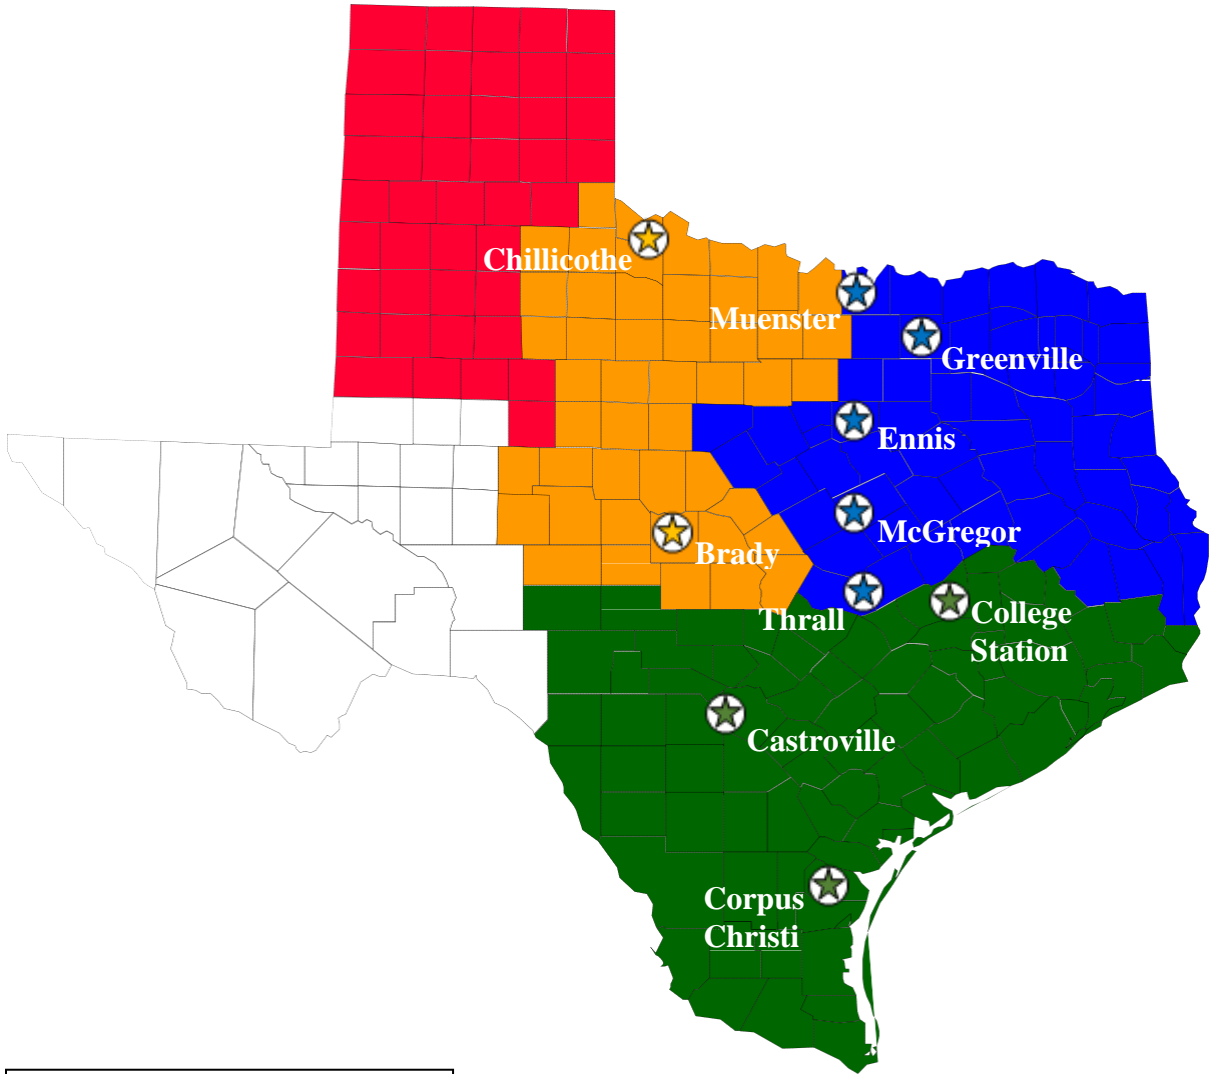 Chillicothe
Muenster
Greenville
Ennis
McGregor
Brady
Thrall
College
Station
Castroville
Corpus
Christi